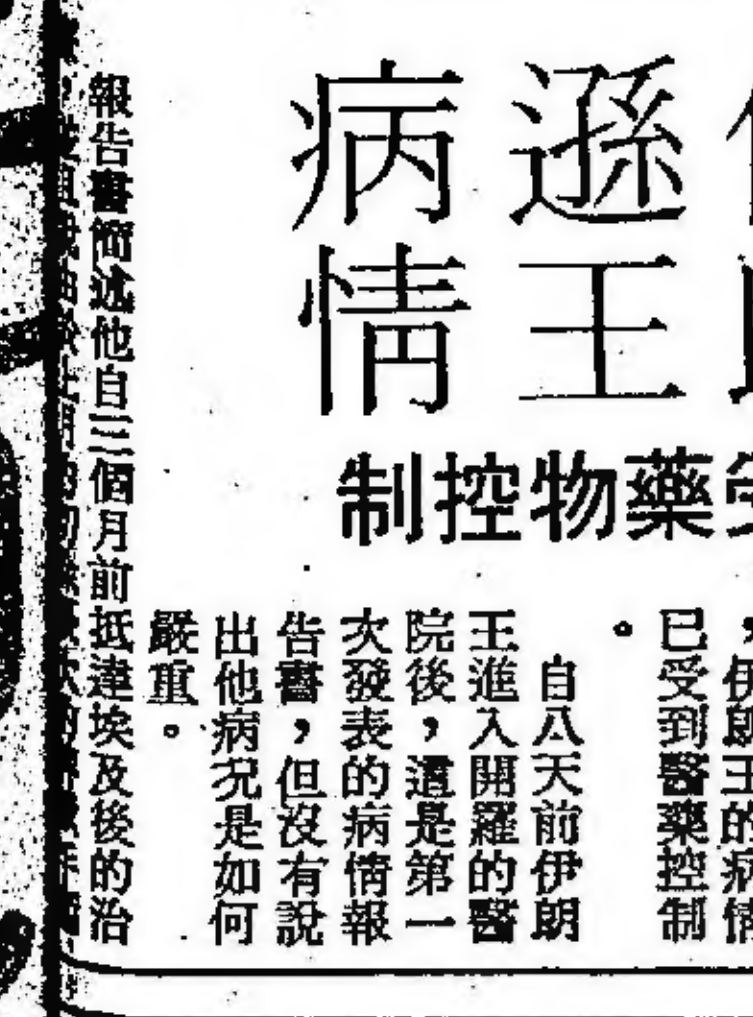 遜王
病情
藥物控制
，伊朗王的病情
已受到醫藥控制
。
自八天前伊朗
王進入開羅的醫
院後，這是第一
次發表的病情報
告書，但沒有說
出他病況是如何
嚴重。
報告書簡述他自三個月前抵達埃及後的治